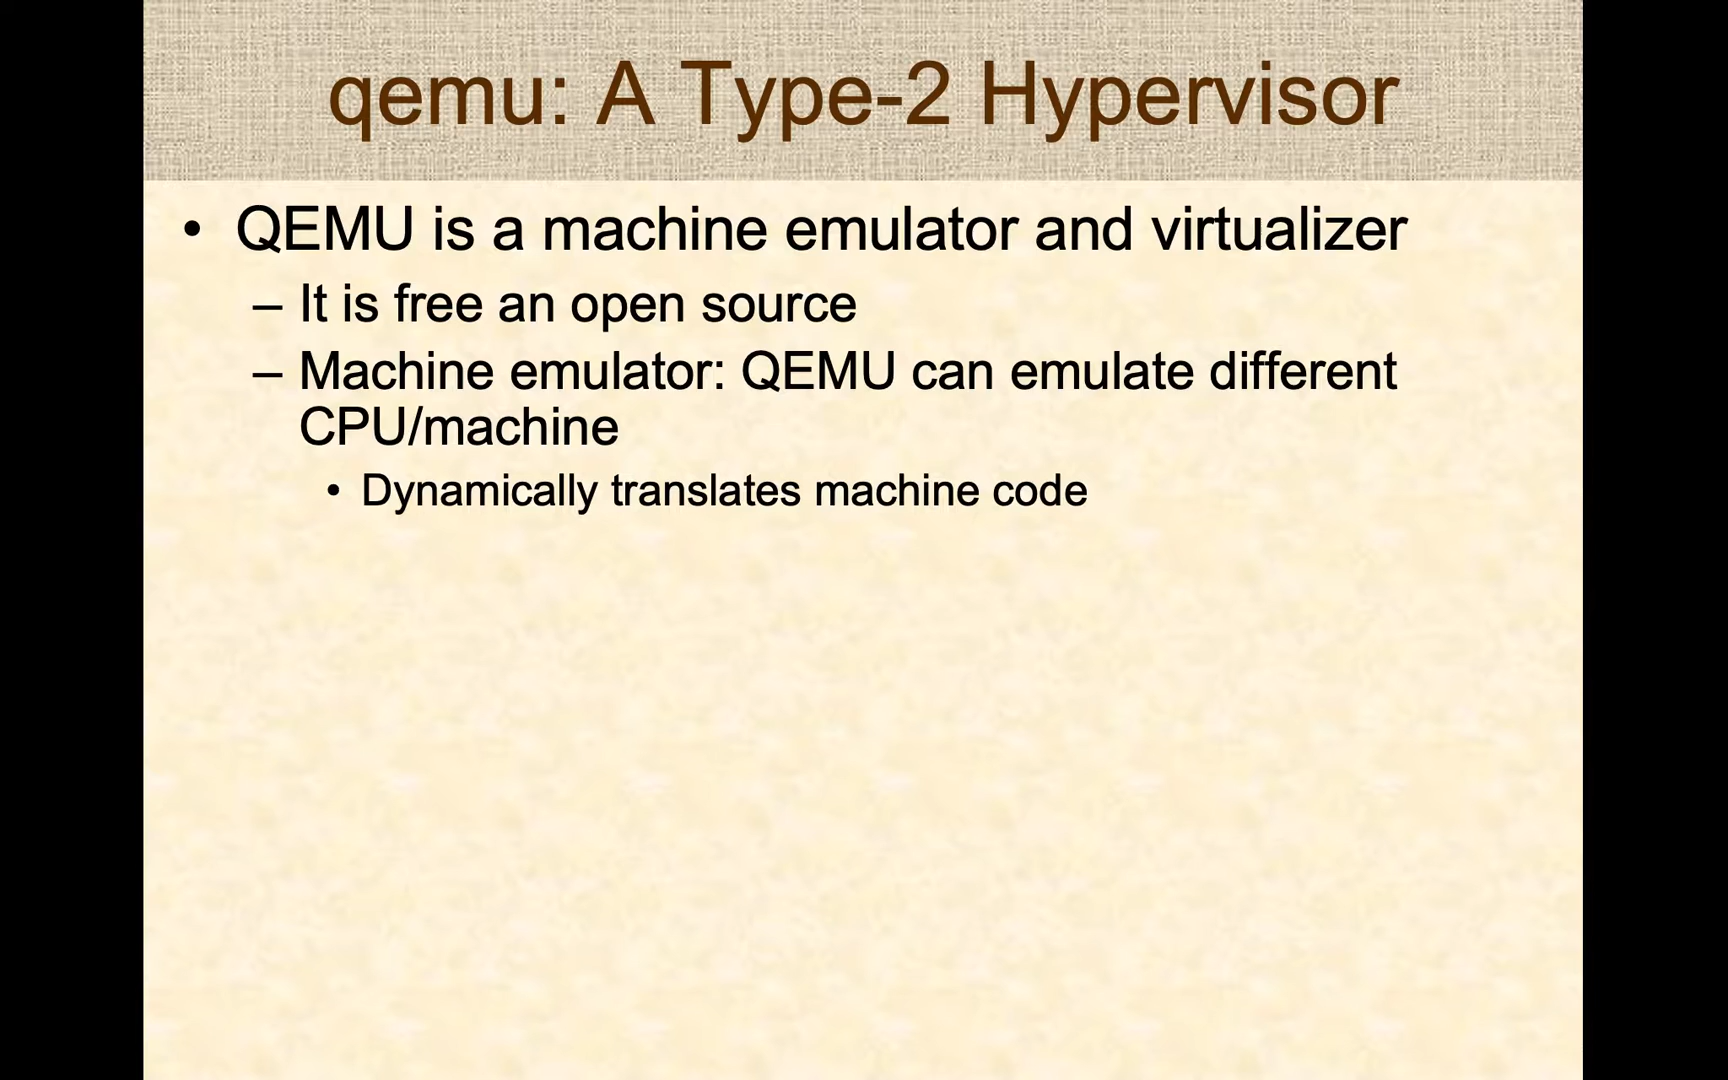 qemu: A Type-2 Hypervisor
• QEMU is a machine emulator and virtualizer
– It is free an open source
– Machine emulator: QEMU can emulate different
CPU/machine
• Dynamically translates machine code